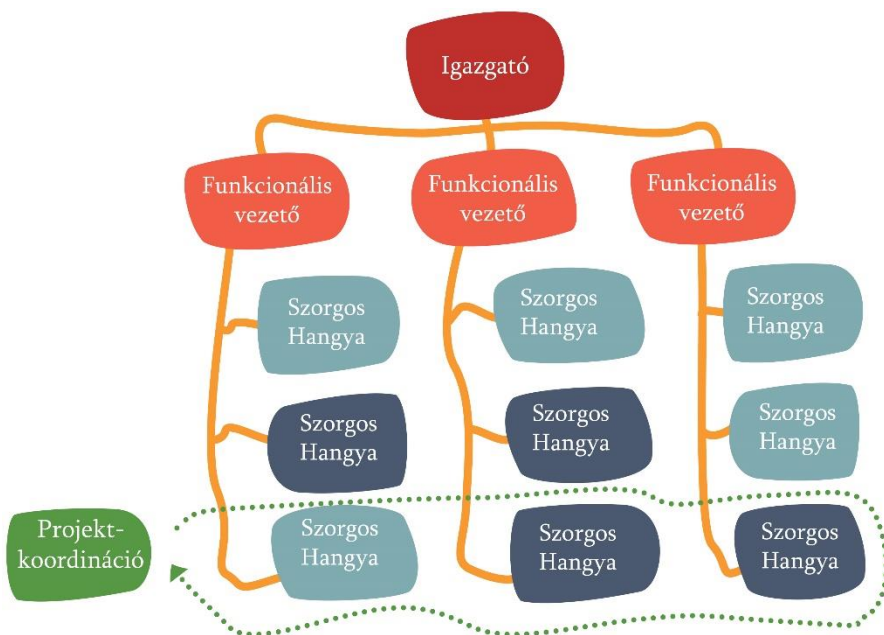 Igazgató
Funkcionális
vezető
Funkcionális
vezető
Funkcionális
vezető
Szorgos
Hangya
Szorgos
Hangya
Szorgos
Hangya
Szorgos
Hangya
Szorgos
Hangya
Szorgos
Hangya
Projekt-
koordináció
Szorgos
Hangya
Szorgos
Hangya
Szorgos
Hangya